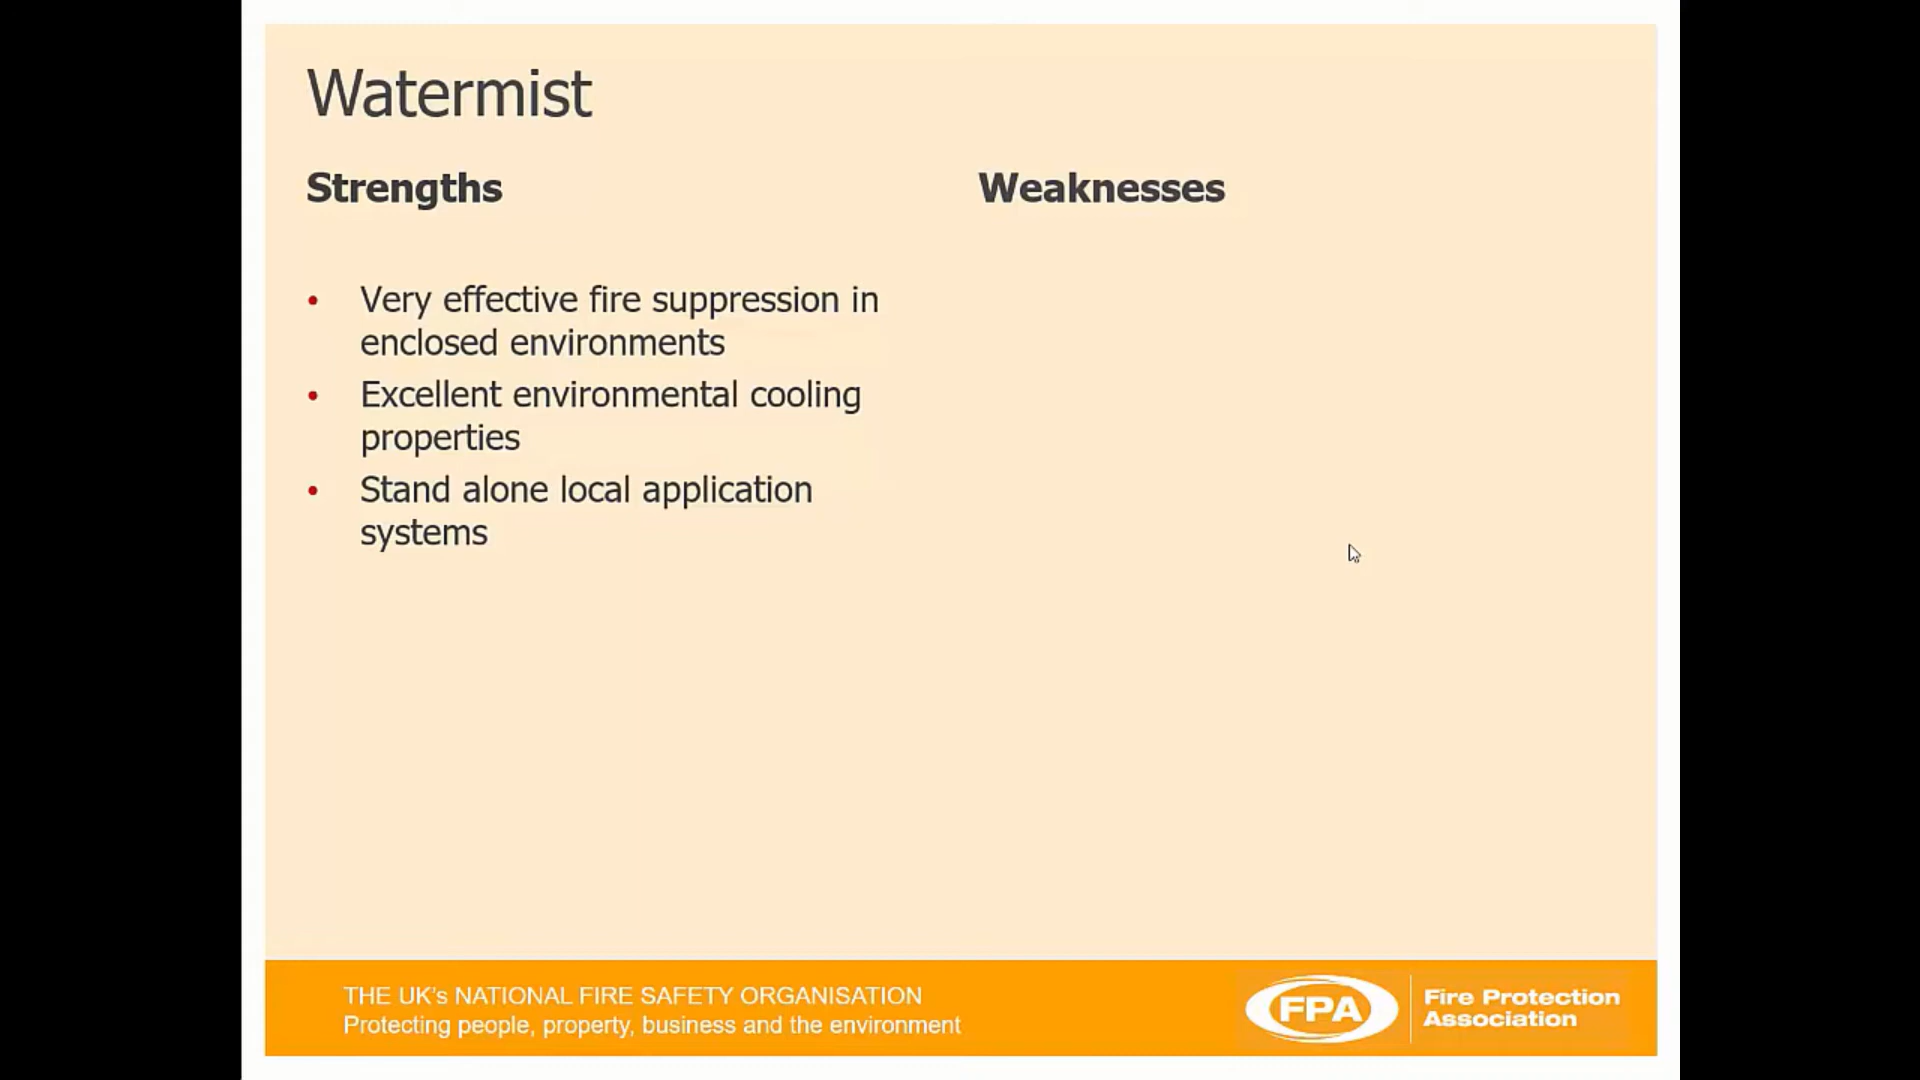 Watermist
Strengths
Weaknesses
• Very effective fire suppression in
enclosed environments
• Excellent environmental cooling
properties
• Stand alone local application
systems
THE UK's NATIONAL FIRE SAFETY ORGANISATION
Protecting people, property, business and the environment
FPA
Fire Protection
Association